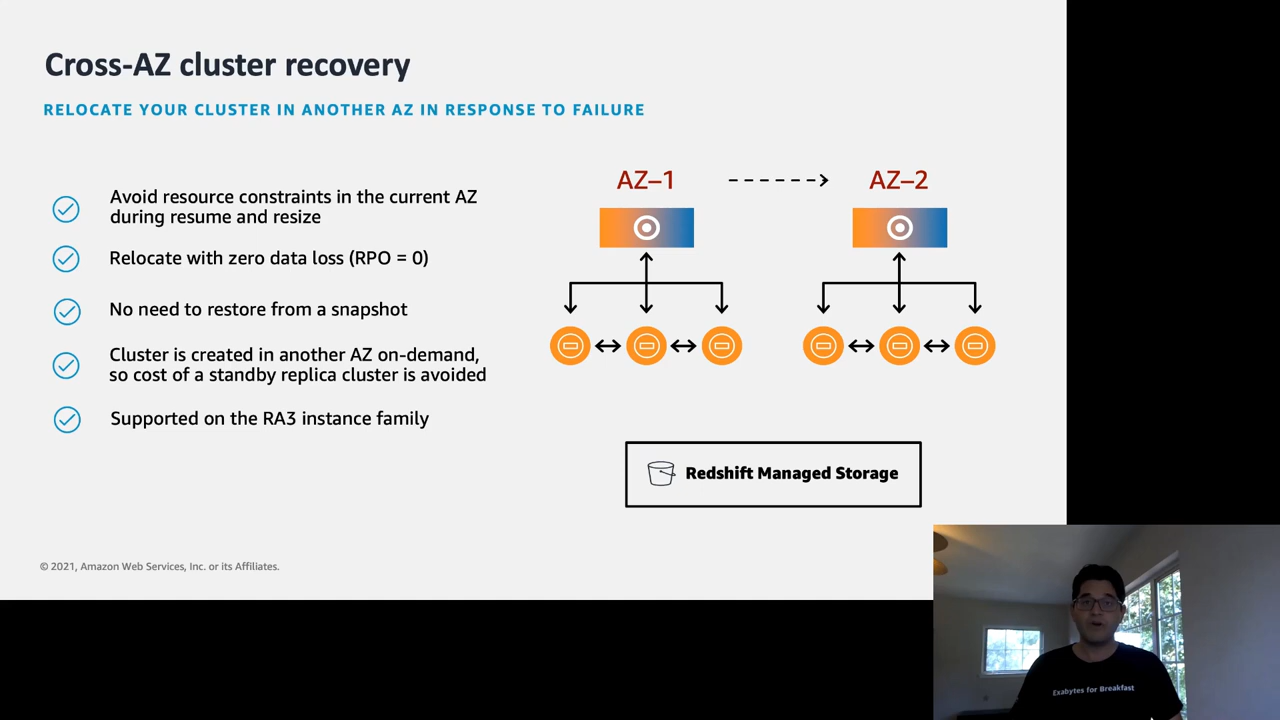 Cross-AZ cluster recovery
RELOCATE YOUR CLUSTER IN ANOTHER AZ IN RESPONSE TO FAILURE
Avoid resource constraints in the current AZ
during resume and resize
Relocate with zero data loss (RPO = 0)
No need to restore from a snapshot
Cluster is created in another AZ on-demand,
so cost of a standby replica cluster is avoided
Supported on the RA3 instance family
AZ–1
AZ–2
Redshift Managed Storage
© 2021, Amazon Web Services, Inc. or its Affiliates.
Exabytes for Breakfast